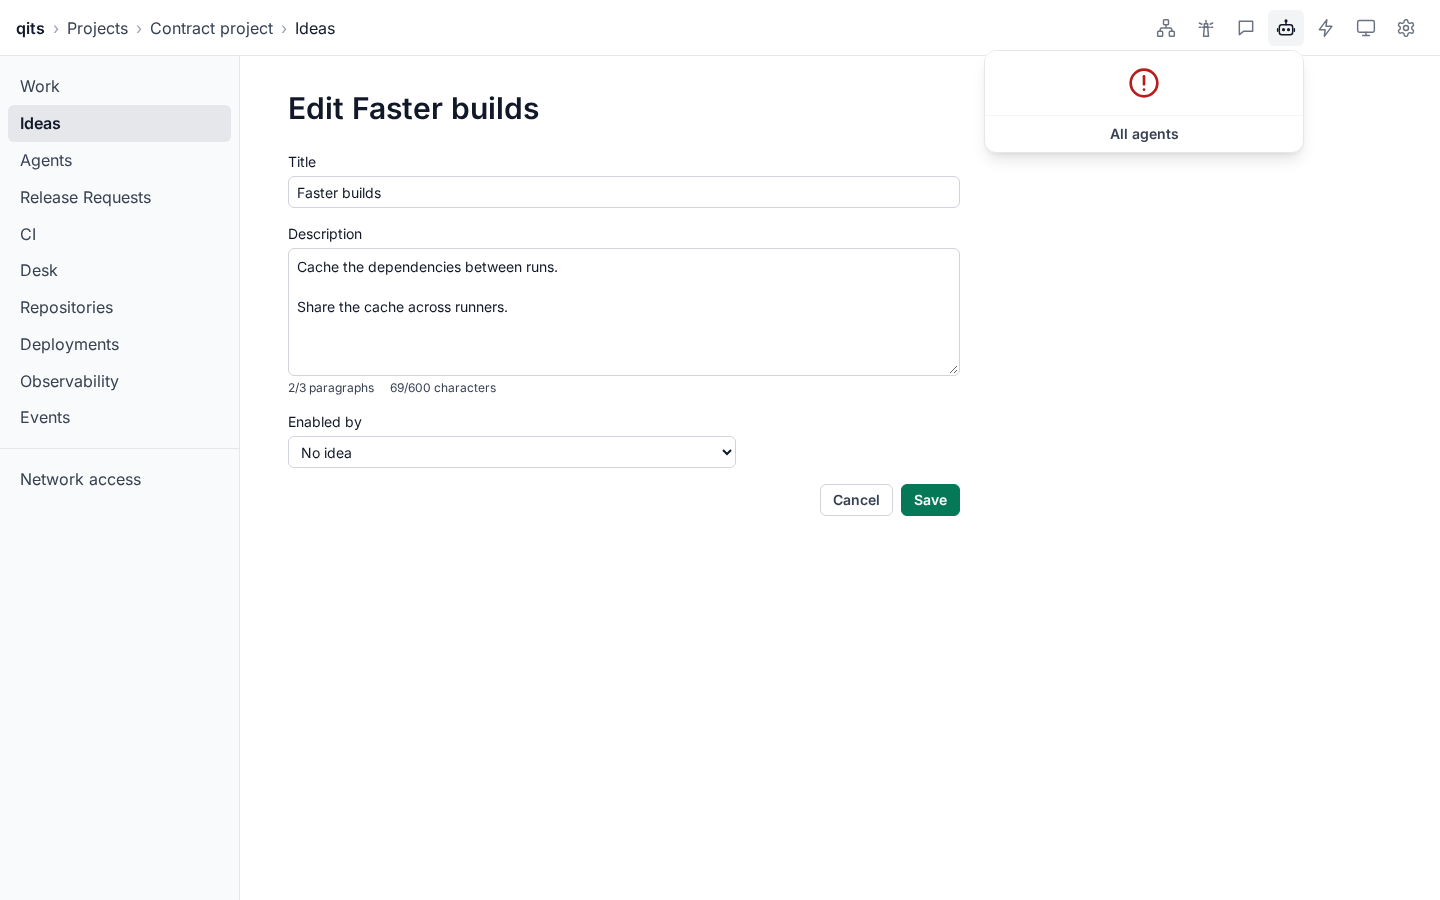 qits › Projects › Contract project › Ideas
All agents
Work
Ideas
Agents
Release Requests
CI
Desk
Repositories
Deployments
Observability
Events
Network access
Edit Faster builds
Title
Faster builds
Description
Cache the dependencies between runs.
Share the cache across runners.
2/3 paragraphs 69/600 characters
Enabled by
No idea
Cancel Save